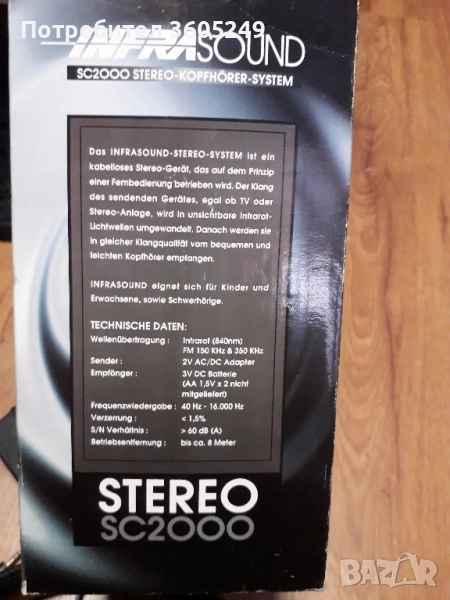 Потребител 3605249
INFRASOUND
SC2000 STEREO-KOPFHÖRER-SYSTEM
Das INFRASOUND-STEREO-SYSTEM ist ein
kabelloses Stereo-Gerät, das auf dem Prinzip
einer Fernbedienung betrieben wird. Der Klang
des sendenden Gerätes, egal ob TV oder
Stereo-Anlage, wird in unsichtbare Infrarot-
Lichtwellen umgewandelt. Danach werden sie
in gleicher Klangqualität vom bequemen und
leichten Kopfhörer empfangen.
INFRASOUND eignet sich für Kinder und
Erwachsene, sowie Schwerhörige.
TECHNISCHE DATEN:
Wellenübertragung : Infrarot (840nm)
FM 150 KHz & 350 KHz
Sender : 2V AC/DC Adapter
Empfänger : 3V DC Batterie
(AA 1,5V x 2 nicht
mitgeliefert)
Frequenzwiedergabe : 40 Hz - 16.000 Hz
Verzerrung : < 1,5%
S/N Verhältnis : > 60 dB (A)
Betriebsentfernung : bis ca. 8 Meter
STEREO
SC2000
BAZAR